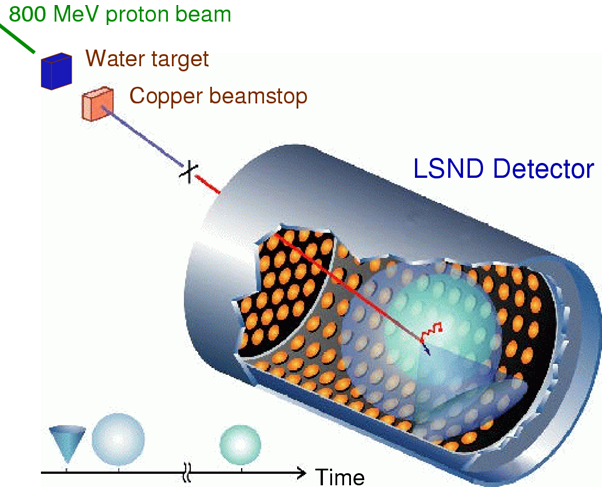 800 MeV proton beam
Water target
Copper beamstop
LSND Detector
Time